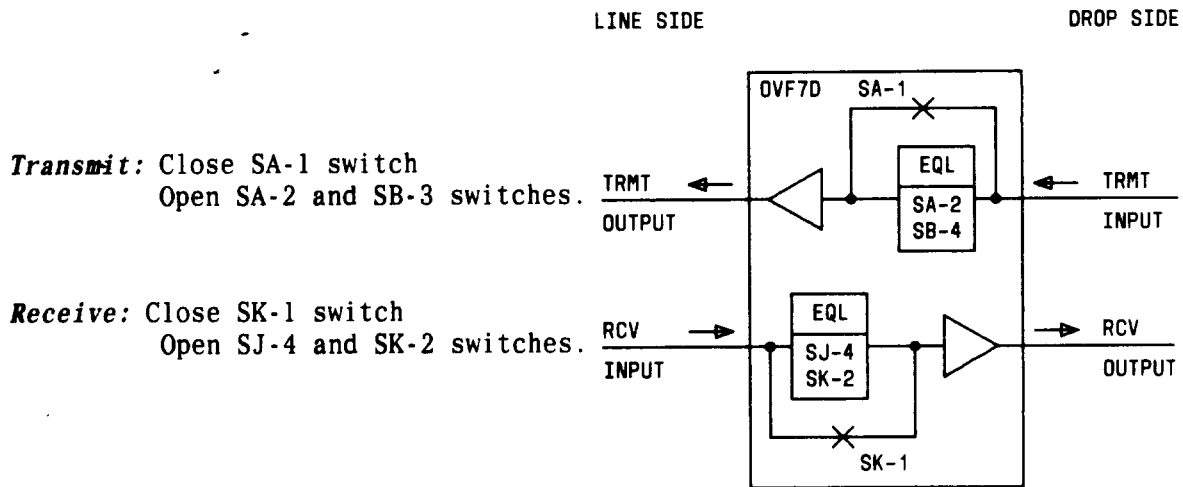 LINE SIDE
DROP SIDE
OVF7D
SA-1
Transmit: Close SA-1 switch
Open SA-2 and SB-3 switches.
TRMT
OUTPUT
EQL
SA-2
SB-4
TRMT
INPUT
Receive: Close SK-1 switch
Open SJ-4 and SK-2 switches.
RCV
INPUT
EQL
SJ-4
SK-2
RCV
OUTPUT
SK-1